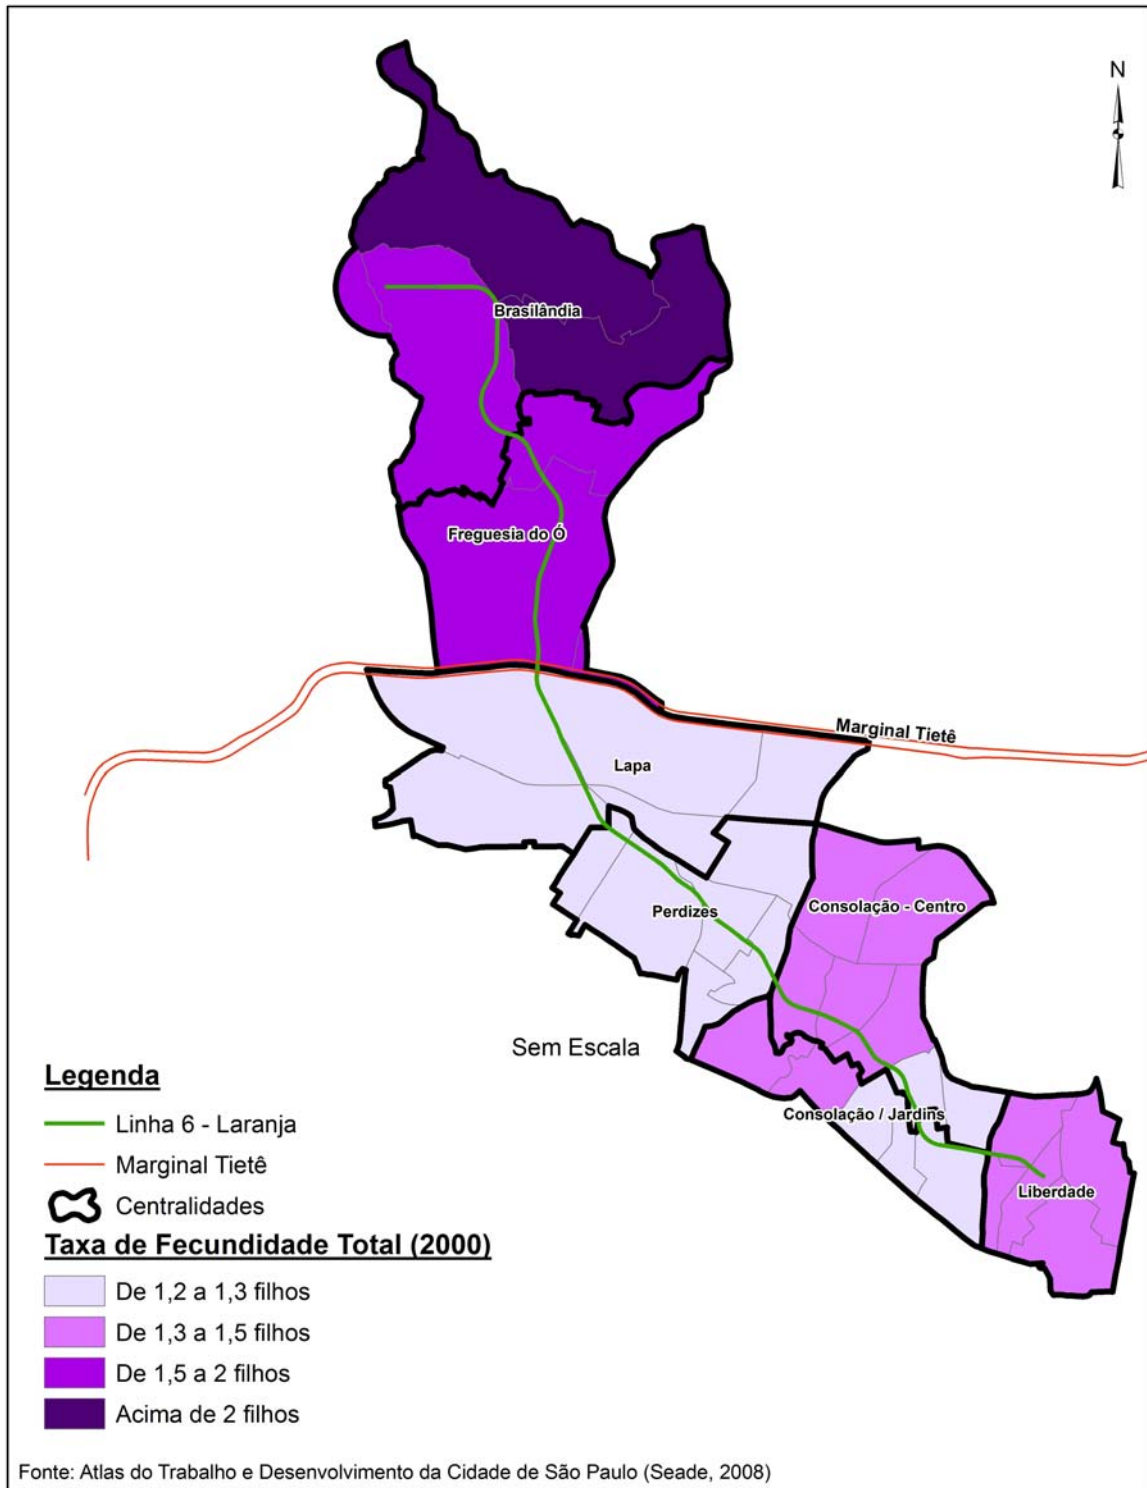 N
Brasilândia
Freguesia do Ó
Marginal Tietê
Lapa
Perdizes
Consolação - Centro
Sem Escala
Consolação / Jardins
Liberdade
Legenda
Linha 6 - Laranja
Marginal Tietê
Centralidades
Taxa de Fecundidade Total (2000)
De 1,2 a 1,3 filhos
De 1,3 a 1,5 filhos
De 1,5 a 2 filhos
Acima de 2 filhos
Fonte: Atlas do Trabalho e Desenvolvimento da Cidade de São Paulo (Seade, 2008)